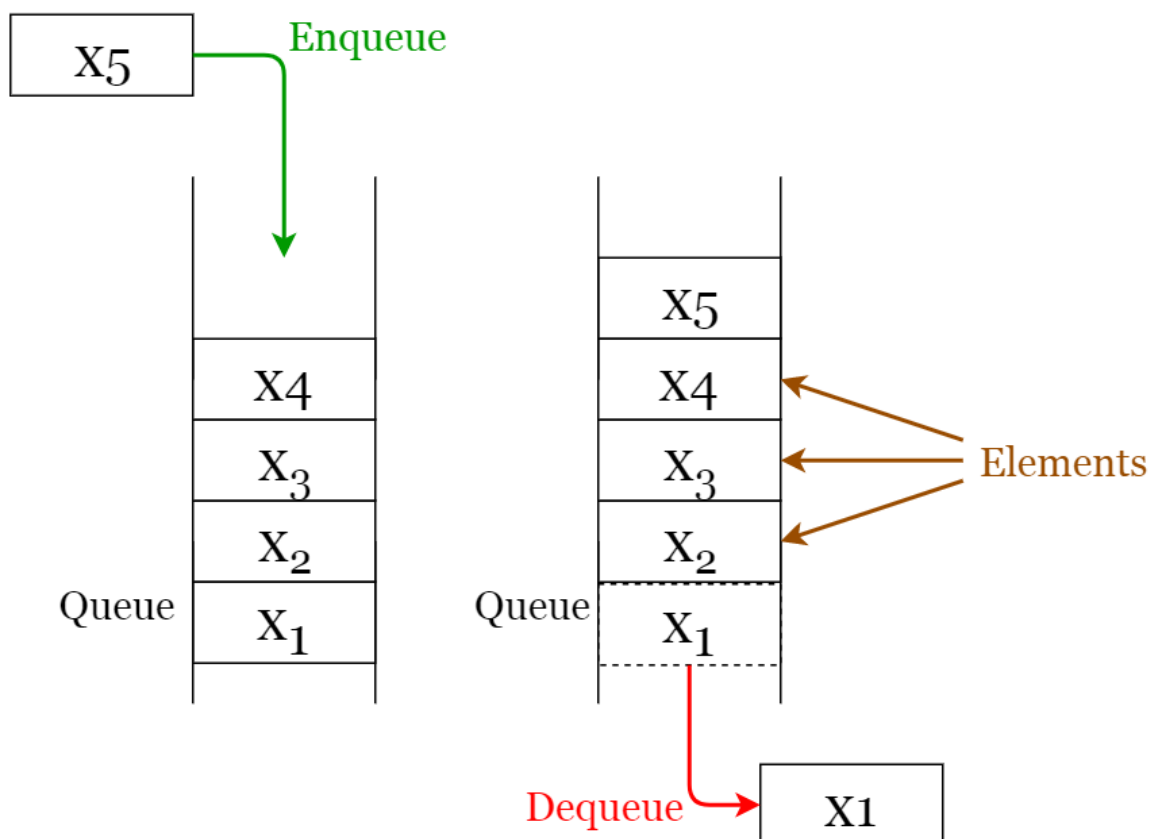 X5
Enqueue
X5
X4
X4
X3
X3
Elements
X2
X2
Queue
X1
Queue
X1
Dequeue
X1